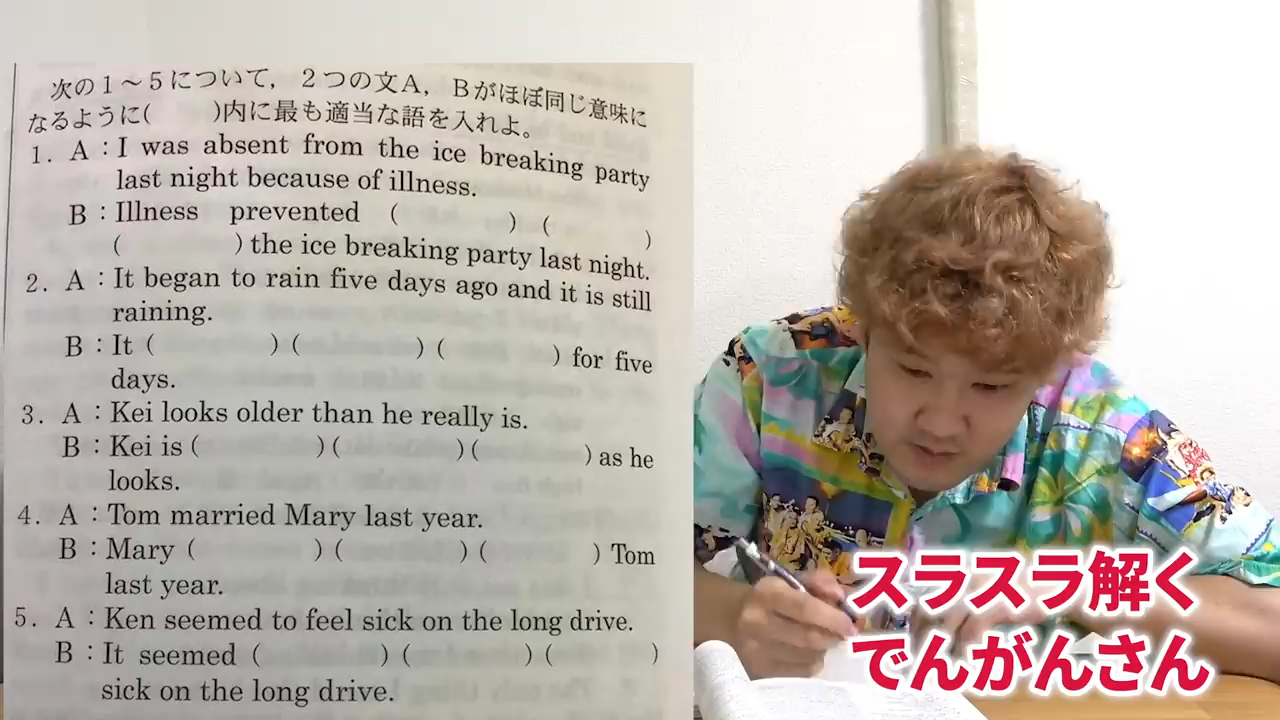 次の1～5について，2つの文A，Bがほぼ同じ意味に
なるように(　　)内に最も適当な語を入れよ。
1. A：I was absent from the ice breaking party
last night because of illness.
B：Illness prevented (　　) (　　)
(　　) the ice breaking party last night.
2. A：It began to rain five days ago and it is still
raining.
B：It (　　) (　　) (　　) for five
days.
3. A：Kei looks older than he really is.
B：Kei is (　　) (　　) (　　) as he
looks.
4. A：Tom married Mary last year.
B：Mary (　　) (　　) (　　) Tom
last year.
5. A：Ken seemed to feel sick on the long drive.
B：It seemed (　　) (　　) (　　)
sick on the long drive.
スラスラ解く
でんがんさん